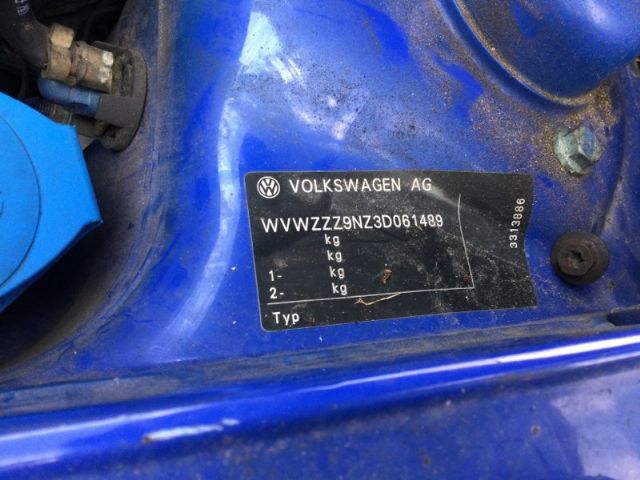 VOLKSWAGEN AG
WVWZZZ9NZ3D061489
kg
kg
1- kg
2- kg
Typ
3313886